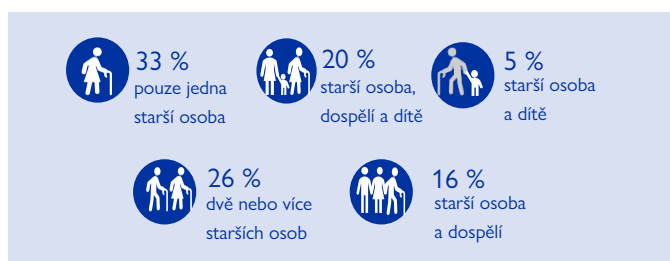 33 %
pouze jedna
starší osoba
20 %
starší osoba,
dospělí a dítě
5 %
starší osoba
a dítě
26 %
dvě nebo více
starších osob
16 %
starší osoba
a dospělí